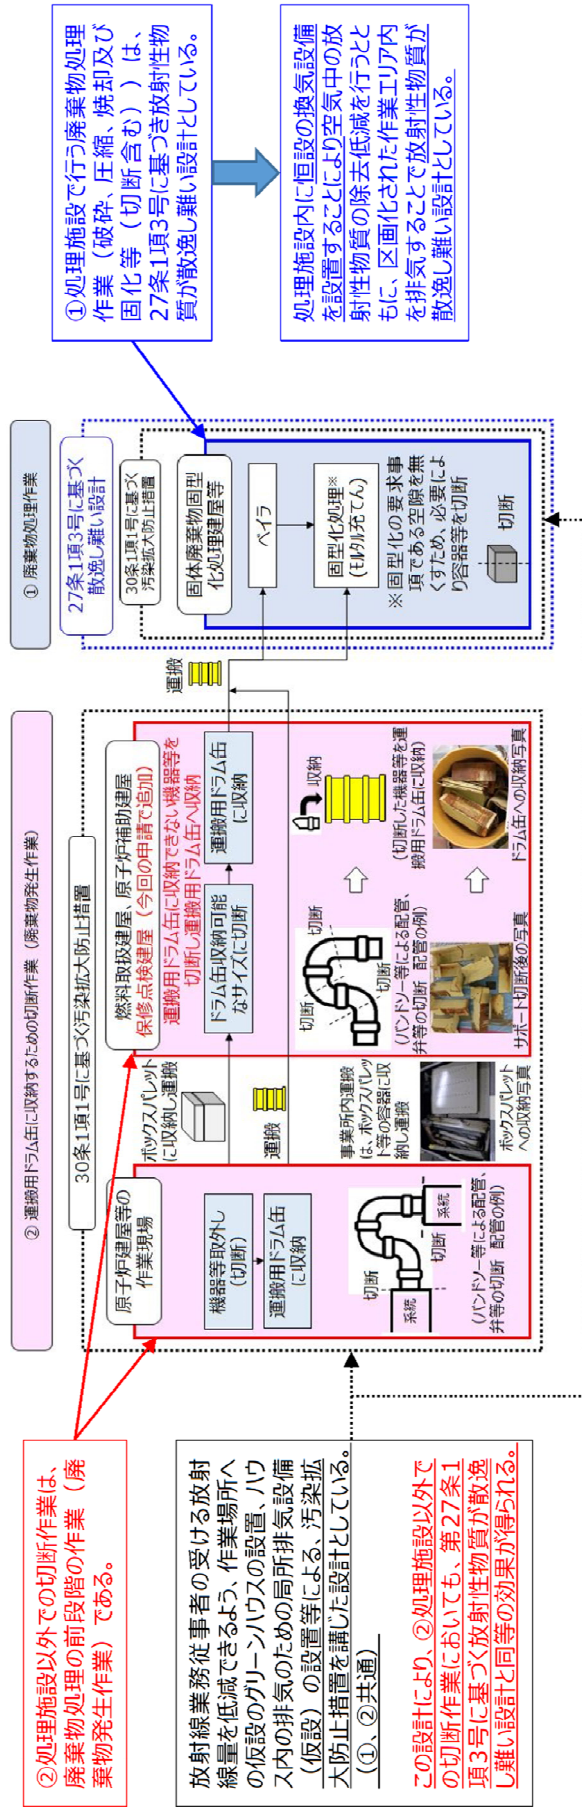 ②処理施設以外での切断作業は、
廃棄物処理の前段階の作業（廃
棄物発生作業）である。
放射線業務従事者の受ける放射
線量を低減できるよう、作業場所へ
の仮設のグリーンハウスの設置、ハウ
ス内の排気のための局所排気設備
（仮設）の設置等による、汚染拡
大防止措置を講じた設計としている。
（①、②共通）
この設計により、②処理施設以外で
の切断作業においても、第27条1
項3号に基づく放射性物質が散逸
し難い設計と同等の効果が得られる。
② 運搬用ドラム缶に収納するための切断作業（廃棄物発生作業）
30条1項1号に基づく汚染拡大防止措置
原子炉建屋等の
作業現場
機器等取外し
（切断）
運搬用ドラム缶
に収納
切断
切断
系統
系統
（バンドソー等による配管、
弁等の切断　配管の例）
ボックスパレット
に収納し運搬
運搬
事業所内運搬
は、ボックスパレッ
ト等の容器に収
納し運搬
ボックスパレット
への収納写真
燃料取扱建屋、原子炉補助建屋
保修点検建屋（今回の申請で追加）
運搬用ドラム缶に収納できない機器等を
切断し運搬用ドラム缶へ収納
ドラム缶収納可能
なサイズに切断
運搬用ドラム缶
に収納
切断
切断
（バンドソー等による配管、
弁等の切断　配管の例）
収納
（切断した機器等を運
搬用ドラム缶に収納）
サポート切断後の写真
ドラム缶への収納写真
運搬
① 廃棄物処理作業
27条1項3号に基づく
散逸し難い設計
30条1項1号に基づく
汚染拡大防止措置
固体廃棄物固型
化処理建屋等
ベイラ
固型化処理※
（モルタル充てん）
※固型化の要求事
項である空隙を無
くすため、必要によ
り容器等を切断
切断
①処理施設で行う廃棄物処理
作業（破砕、圧縮、焼却及び
固化等（切断含む））は、
27条1項3号に基づき放射性物
質が散逸し難い設計としている。
処理施設内に恒設の換気設備
を設置することにより空気中の放
射性物質の除去低減を行うとと
もに、区画化された作業エリア内
を排気することで放射性物質が
散逸し難い設計としている。